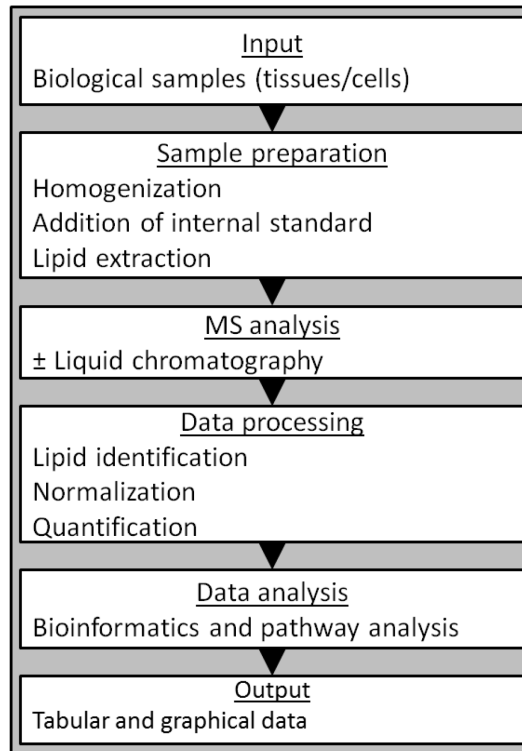 Input
Biological samples (tissues/cells)
Sample preparation
Homogenization
Addition of internal standard
Lipid extraction
MS analysis
± Liquid chromatography
Data processing
Lipid identification
Normalization
Quantification
Data analysis
Bioinformatics and pathway analysis
Output
Tabular and graphical data